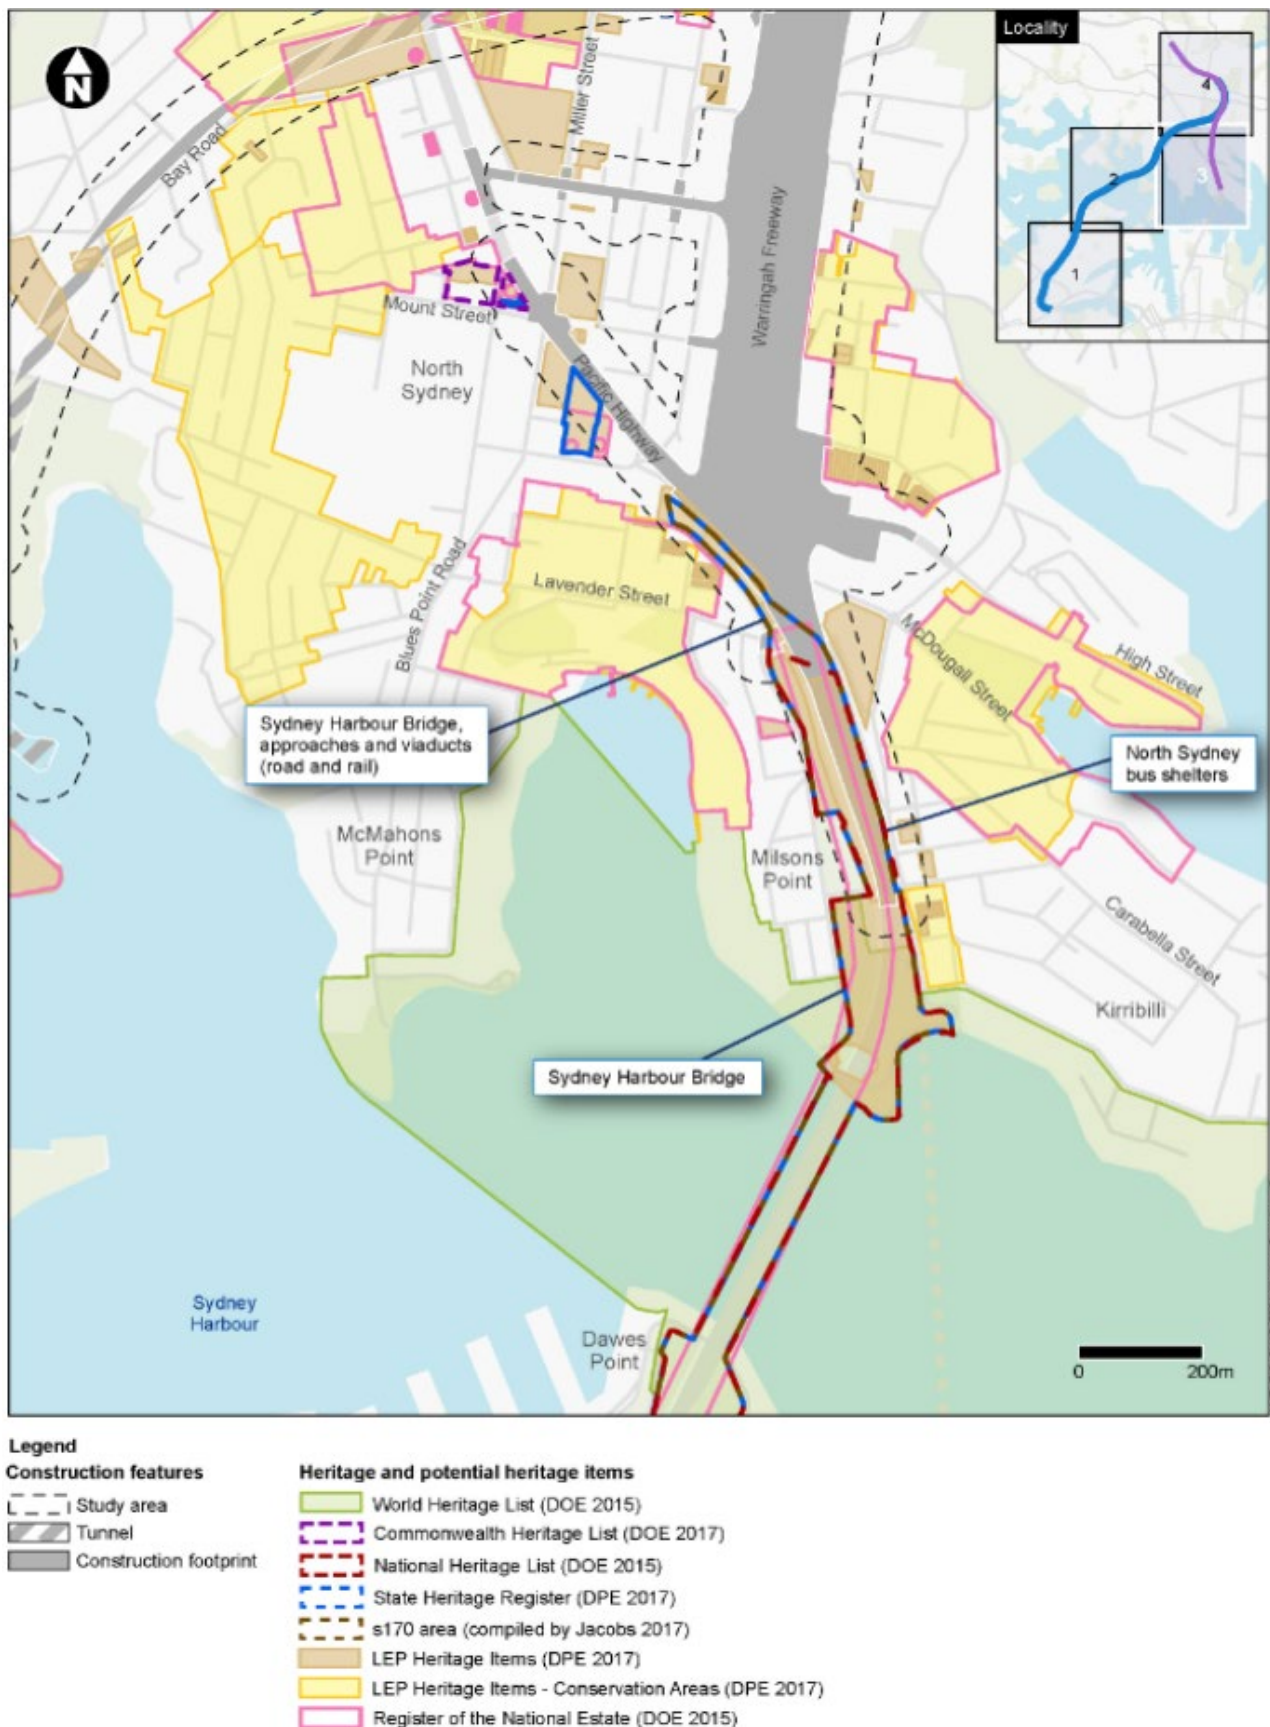 N
Locality
4
3
2
1
Bay Road
Miller Street
Warringah Freeway
Mount Street
North
Sydney
Pacific Highway
Blues Point Road
Lavender Street
McDougall Street
High Street
Sydney Harbour Bridge,
approaches and viaducts
(road and rail)
North Sydney
bus shelters
McMahons
Point
Milsons
Point
Carabella Street
Kirribilli
Sydney Harbour Bridge
Sydney
Harbour
Dawes
Point
0 200m
Legend
Construction features
Study area
Tunnel
Construction footprint
Heritage and potential heritage items
World Heritage List (DOE 2015)
Commonwealth Heritage List (DOE 2017)
National Heritage List (DOE 2015)
State Heritage Register (DPE 2017)
s170 area (compiled by Jacobs 2017)
LEP Heritage Items (DPE 2017)
LEP Heritage Items - Conservation Areas (DPE 2017)
Register of the National Estate (DOE 2015)